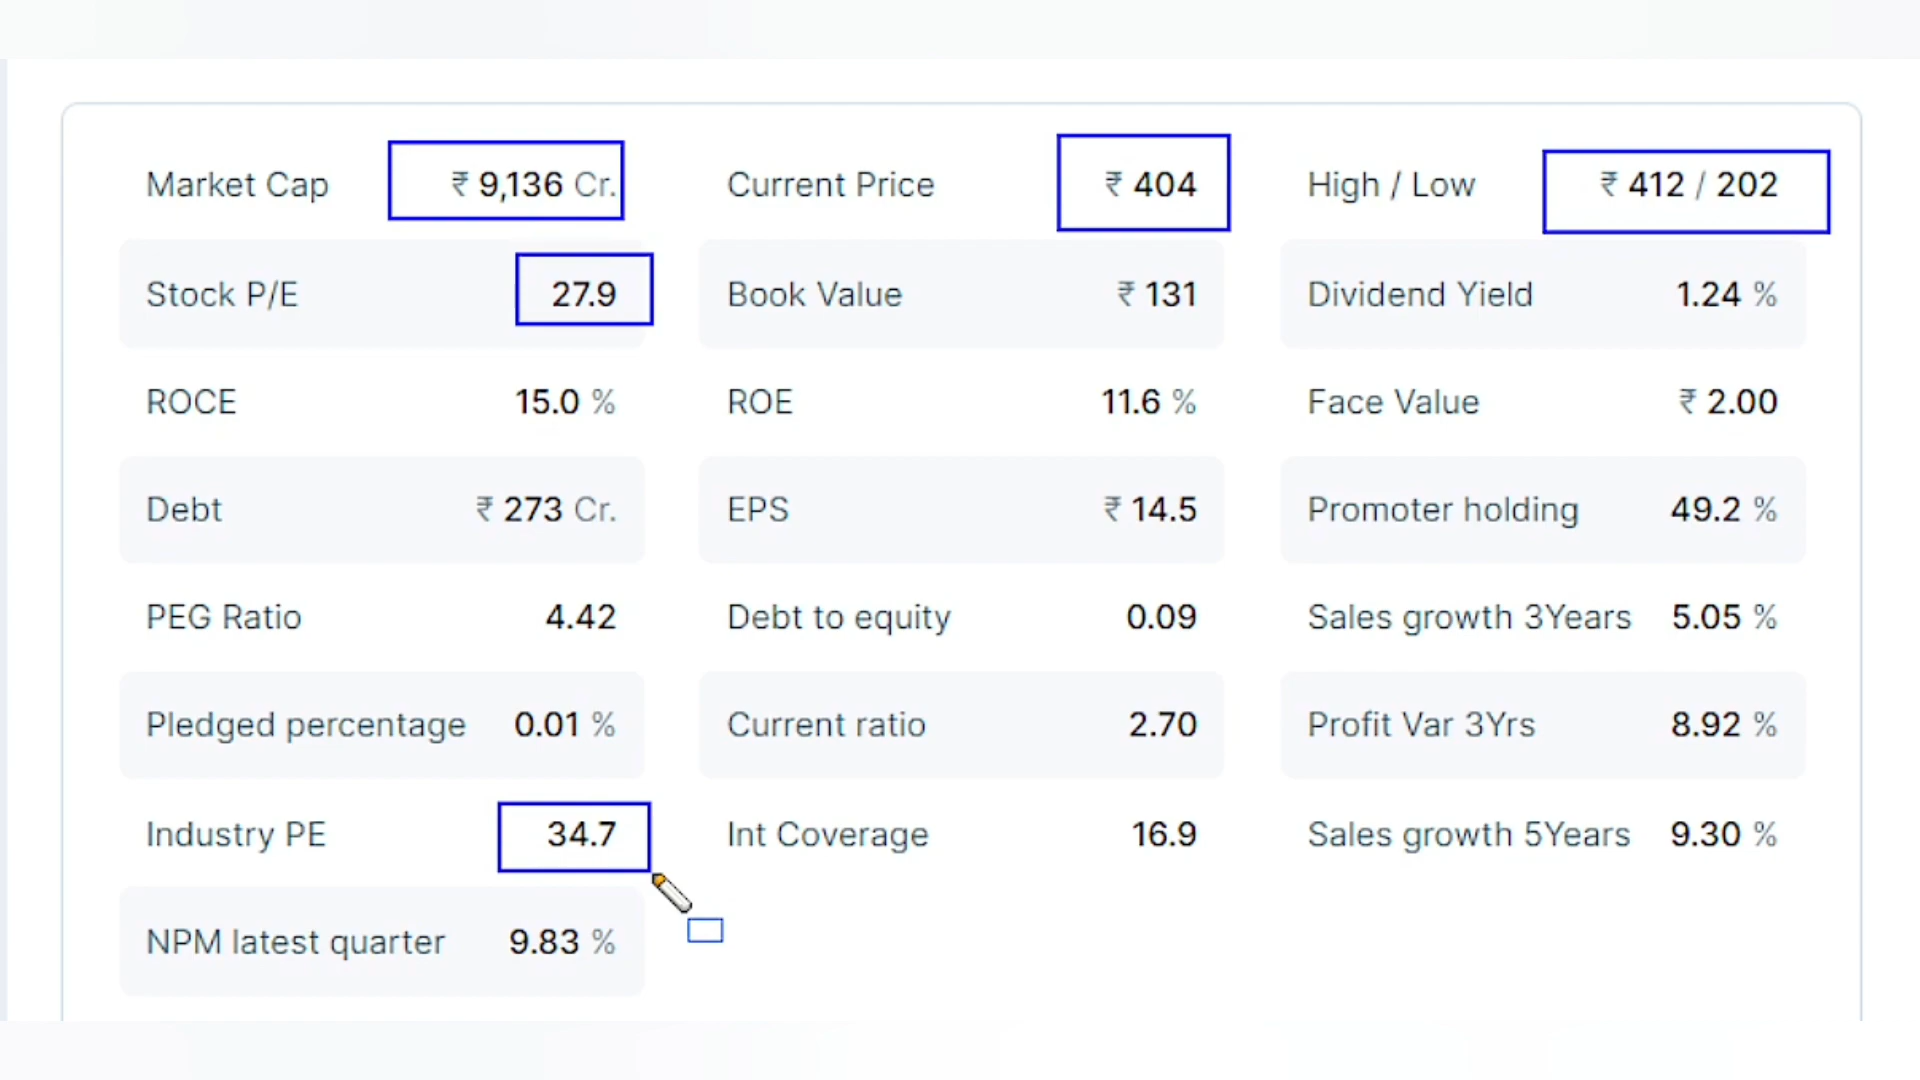 Market Cap ₹ 9,136 Cr. Current Price ₹ 404 High / Low ₹ 412 / 202
Stock P/E 27.9 Book Value ₹ 131 Dividend Yield 1.24 %
ROCE 15.0 % ROE 11.6 % Face Value ₹ 2.00
Debt ₹ 273 Cr. EPS ₹ 14.5 Promoter holding 49.2 %
PEG Ratio 4.42 Debt to equity 0.09 Sales growth 3Years 5.05 %
Pledged percentage 0.01 % Current ratio 2.70 Profit Var 3Yrs 8.92 %
Industry PE 34.7 Int Coverage 16.9 Sales growth 5Years 9.30 %
NPM latest quarter 9.83 %